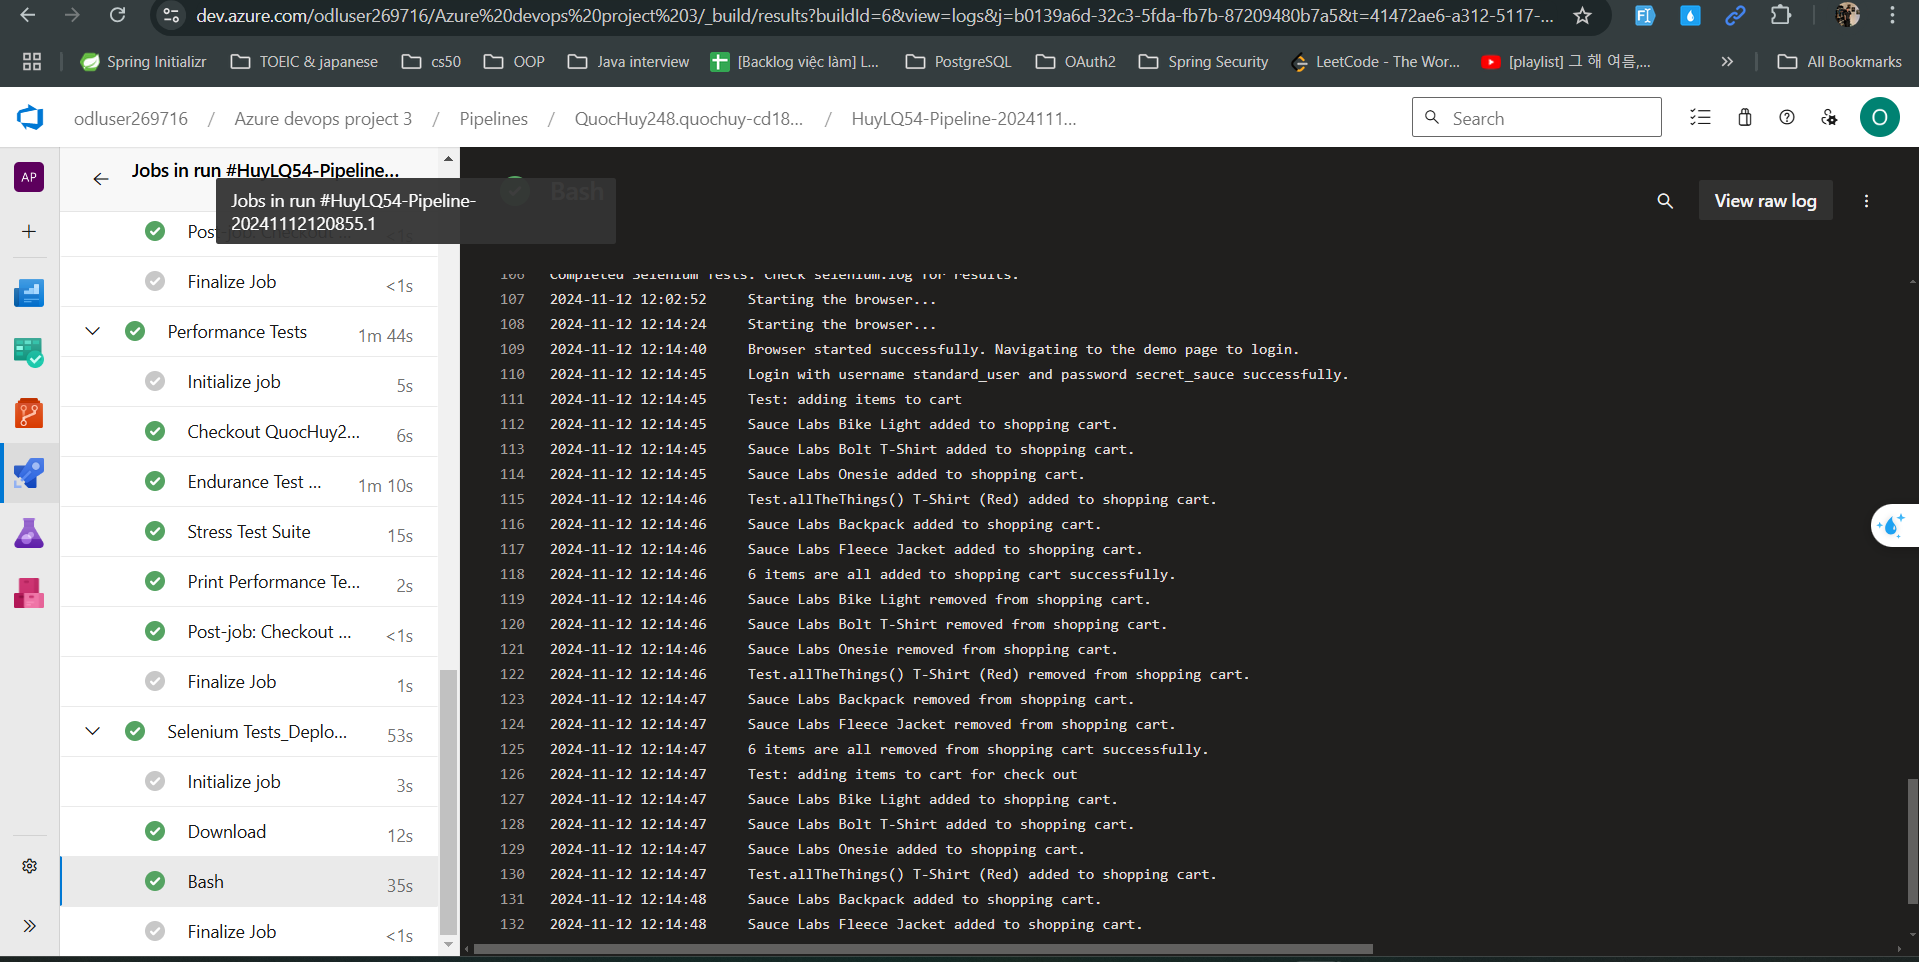 dev.azure.com/odluser269716/Azure%20devops%20project%203/_build/results?buildId=6&view=logs&j=b0139a6d-32c3-5fda-fb7b-87209480b7a5&t=41472ae6-a312-5117-...
Spring Initializr TOEIC & japanese cs50 OOP Java interview [Backlog việc làm] L... PostgreSQL OAuth2 Spring Security LeetCode - The Wor... [playlist] 그 해 여름,... » All Bookmarks
odluser269716 / Azure devops project 3 / Pipelines / QuocHuy248.quochuy-cd18... / HuyLQ54-Pipeline-2024111... Search O
AP
Jobs in run #HuyLQ54-Pipeline...
Jobs in run #HuyLQ54-Pipeline-
20241112120855.1
Finalize Job <1s
Performance Tests 1m 44s
Initialize job 5s
Checkout QuocHuy2... 6s
Endurance Test ... 1m 10s
Stress Test Suite 15s
Print Performance Te... 2s
Post-job: Checkout ... <1s
Finalize Job 1s
Selenium Tests_Deplo... 53s
Initialize job 3s
Download 12s
Bash 35s
Finalize Job <1s
Bash
View raw log
106 Completed Selenium Tests. Check selenium.log for results.
107 2024-11-12 12:02:52 Starting the browser...
108 2024-11-12 12:14:24 Starting the browser...
109 2024-11-12 12:14:40 Browser started successfully. Navigating to the demo page to login.
110 2024-11-12 12:14:45 Login with username standard_user and password secret_sauce successfully.
111 2024-11-12 12:14:45 Test: adding items to cart
112 2024-11-12 12:14:45 Sauce Labs Bike Light added to shopping cart.
113 2024-11-12 12:14:45 Sauce Labs Bolt T-Shirt added to shopping cart.
114 2024-11-12 12:14:45 Sauce Labs Onesie added to shopping cart.
115 2024-11-12 12:14:46 Test.allTheThings() T-Shirt (Red) added to shopping cart.
116 2024-11-12 12:14:46 Sauce Labs Backpack added to shopping cart.
117 2024-11-12 12:14:46 Sauce Labs Fleece Jacket added to shopping cart.
118 2024-11-12 12:14:46 6 items are all added to shopping cart successfully.
119 2024-11-12 12:14:46 Sauce Labs Bike Light removed from shopping cart.
120 2024-11-12 12:14:46 Sauce Labs Bolt T-Shirt removed from shopping cart.
121 2024-11-12 12:14:46 Sauce Labs Onesie removed from shopping cart.
122 2024-11-12 12:14:46 Test.allTheThings() T-Shirt (Red) removed from shopping cart.
123 2024-11-12 12:14:47 Sauce Labs Backpack removed from shopping cart.
124 2024-11-12 12:14:47 Sauce Labs Fleece Jacket removed from shopping cart.
125 2024-11-12 12:14:47 6 items are all removed from shopping cart successfully.
126 2024-11-12 12:14:47 Test: adding items to cart for check out
127 2024-11-12 12:14:47 Sauce Labs Bike Light added to shopping cart.
128 2024-11-12 12:14:47 Sauce Labs Bolt T-Shirt added to shopping cart.
129 2024-11-12 12:14:47 Sauce Labs Onesie added to shopping cart.
130 2024-11-12 12:14:47 Test.allTheThings() T-Shirt (Red) added to shopping cart.
131 2024-11-12 12:14:48 Sauce Labs Backpack added to shopping cart.
132 2024-11-12 12:14:48 Sauce Labs Fleece Jacket added to shopping cart.